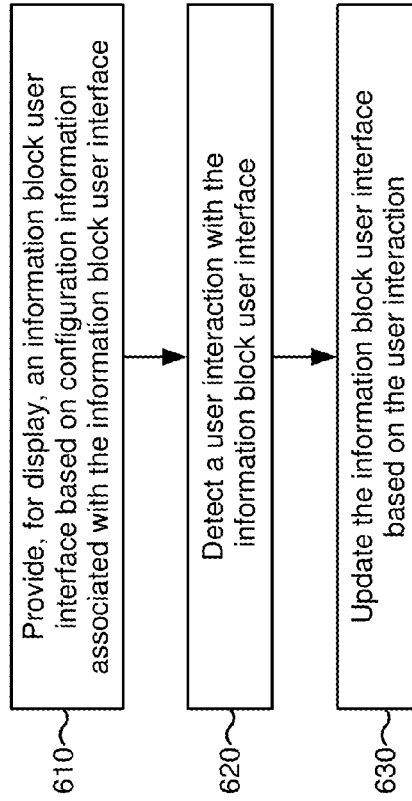 610
Provide, for display, an information block user
interface based on configuration information
associated with the information block user interface
620
Detect a user interaction with the
information block user interface
630
Update the information block user interface
based on the user interaction